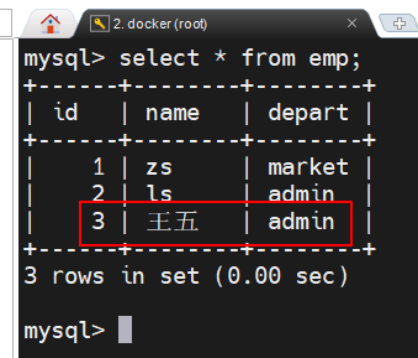 2. docker (root)
mysql> select * from emp;
+------+--------+--------+
| id   | name   | depart |
+------+--------+--------+
|    1 | zs     | market |
|    2 | ls     | admin  |
|    3 | 王五   | admin  |
+------+--------+--------+
3 rows in set (0.00 sec)
mysql>